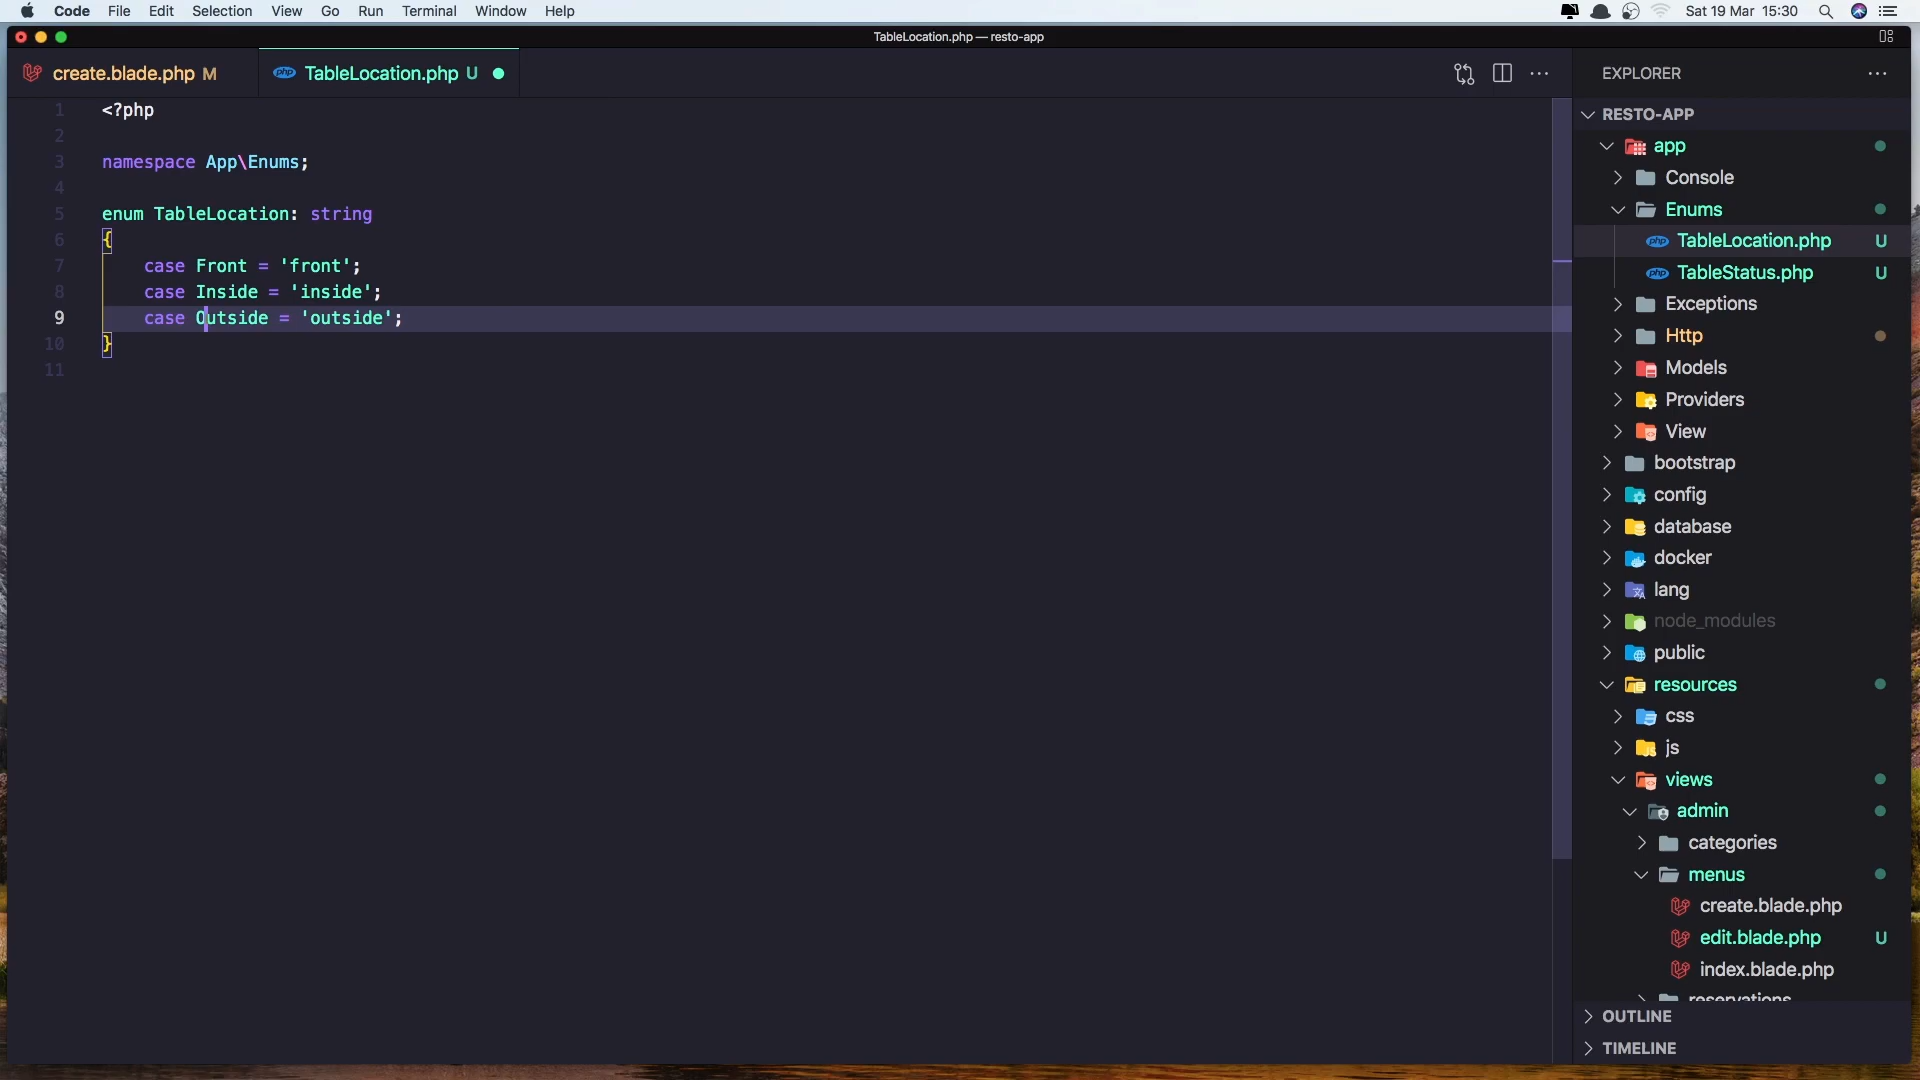 Code File Edit Selection View Go Run Terminal Window Help Sat 19 Mar 15:30
TableLocation.php — resto-app
create.blade.php M
TableLocation.php U
1 <?php
2
3 namespace App\Enums;
4
5 enum TableLocation: string
6 {
7 case Front = 'front';
8 case Inside = 'inside';
9 case Outside = 'outside';
10 }
11
EXPLORER
RESTO-APP
app
Console
Enums
TableLocation.php U
TableStatus.php U
Exceptions
Http
Models
Providers
View
bootstrap
config
database
docker
lang
node_modules
public
resources
css
js
views
admin
categories
menus
create.blade.php
edit.blade.php U
index.blade.php
reservations
OUTLINE
TIMELINE